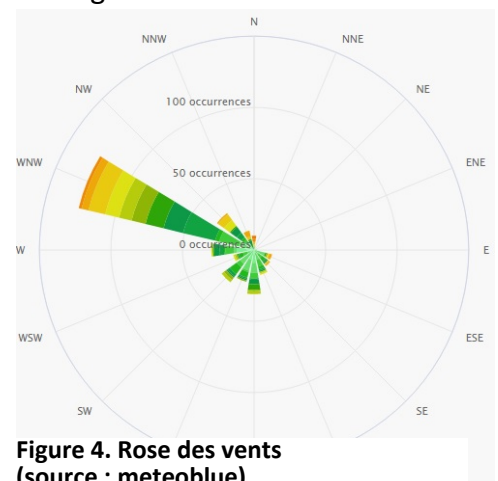 N
NNW
NNE
NW
NE
100 occurrences
WNW
ENE
50 occurrences
0 occurrences
W
E
WSW
ESE
SW
SE
Figure 4. Rose des vents
(source : meteoblue)